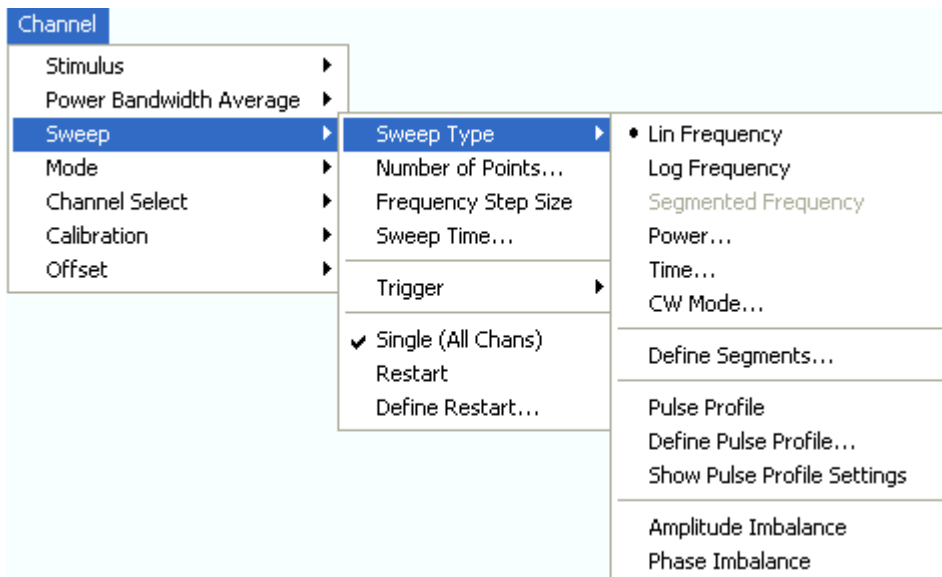 Channel
Stimulus
Power Bandwidth Average
Sweep
Mode
Channel Select
Calibration
Offset
Sweep Type
Number of Points...
Frequency Step Size
Sweep Time...
Trigger
Single (All Chans)
Restart
Define Restart...
Lin Frequency
Log Frequency
Segmented Frequency
Power...
Time...
CW Mode...
Define Segments...
Pulse Profile
Define Pulse Profile...
Show Pulse Profile Settings
Amplitude Imbalance
Phase Imbalance